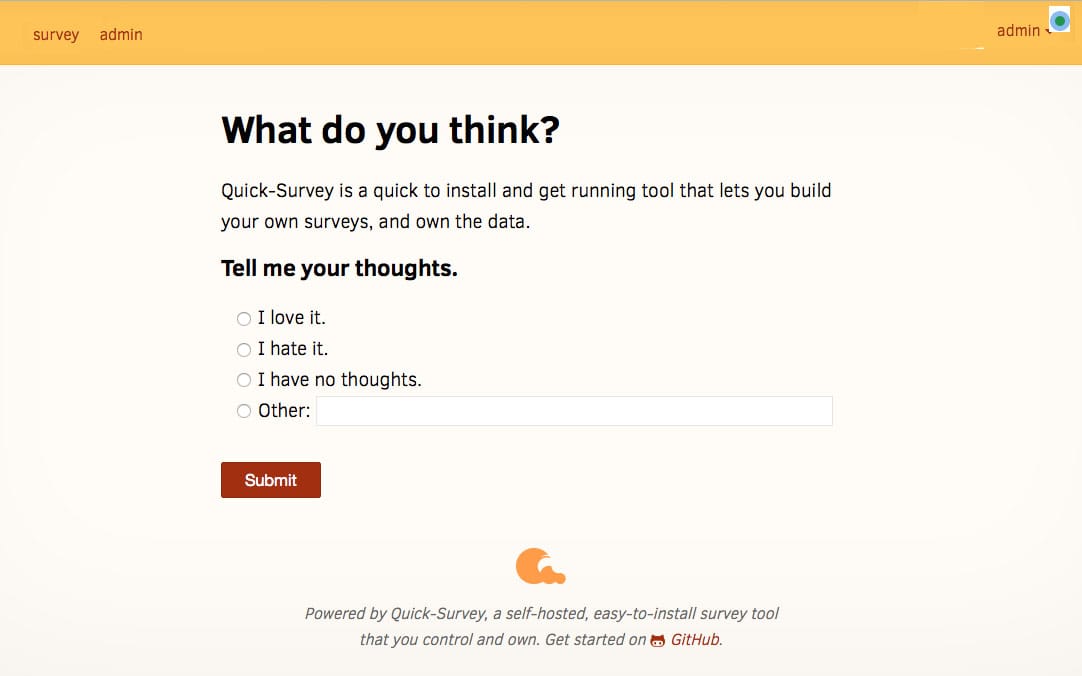 survey admin admin
What do you think?
Quick-Survey is a quick to install and get running tool that lets you build
your own surveys, and own the data.
Tell me your thoughts.
I love it.
I hate it.
I have no thoughts.
Other:
Submit
Powered by Quick-Survey, a self-hosted, easy-to-install survey tool
that you control and own. Get started on GitHub.